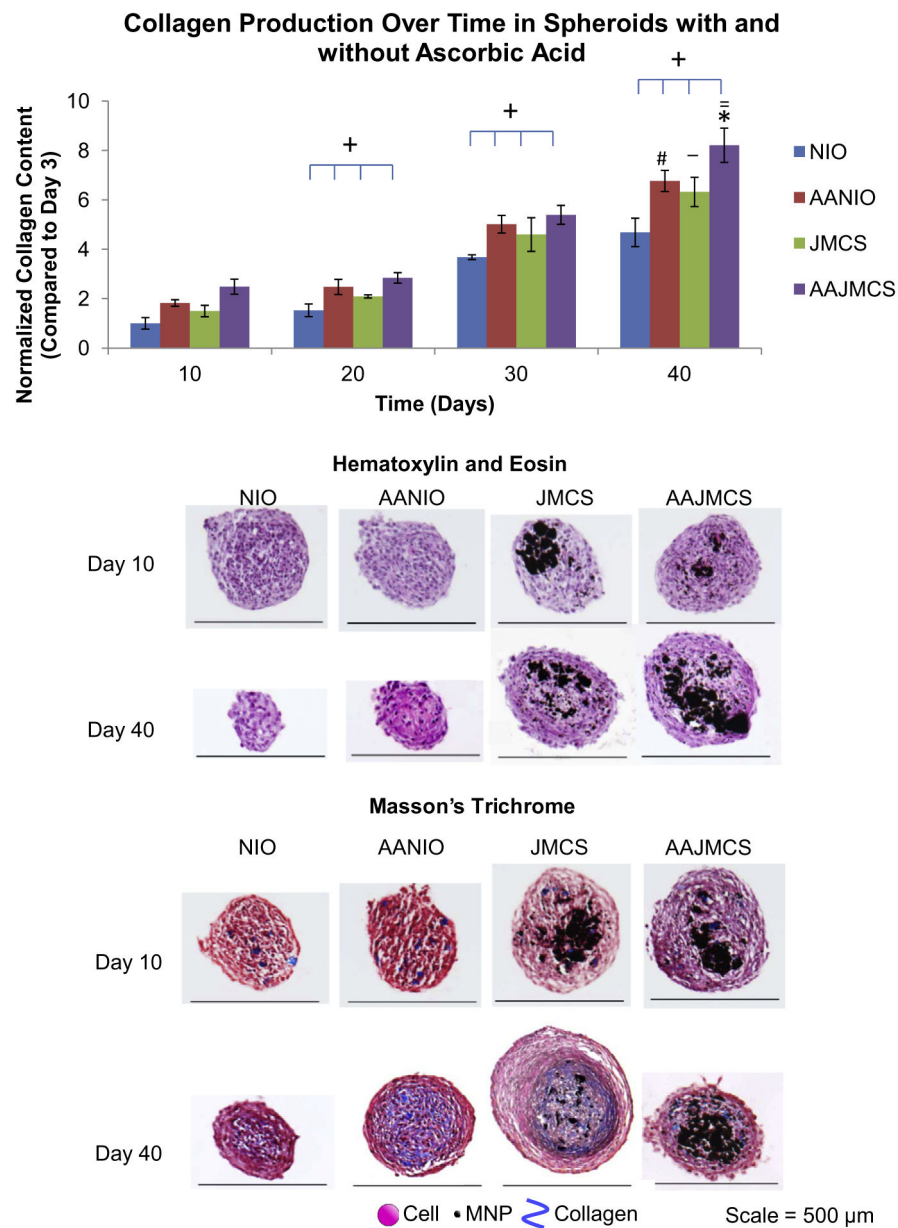 Collagen Production Over Time in Spheroids with and
without Ascorbic Acid
Normalized Collagen Content
(Compared to Day 3)
10
8
6
4
2
0
+
+
+
#
–
=
*
10 20 30 40
Time (Days)
NIO
AANIO
JMCS
AAJMCS
Hematoxylin and Eosin
NIO AANIO JMCS AAJMCS
Day 10
Day 40
Masson's Trichrome
NIO AANIO JMCS AAJMCS
Day 10
Day 40
Cell MNP Collagen Scale = 500 µm